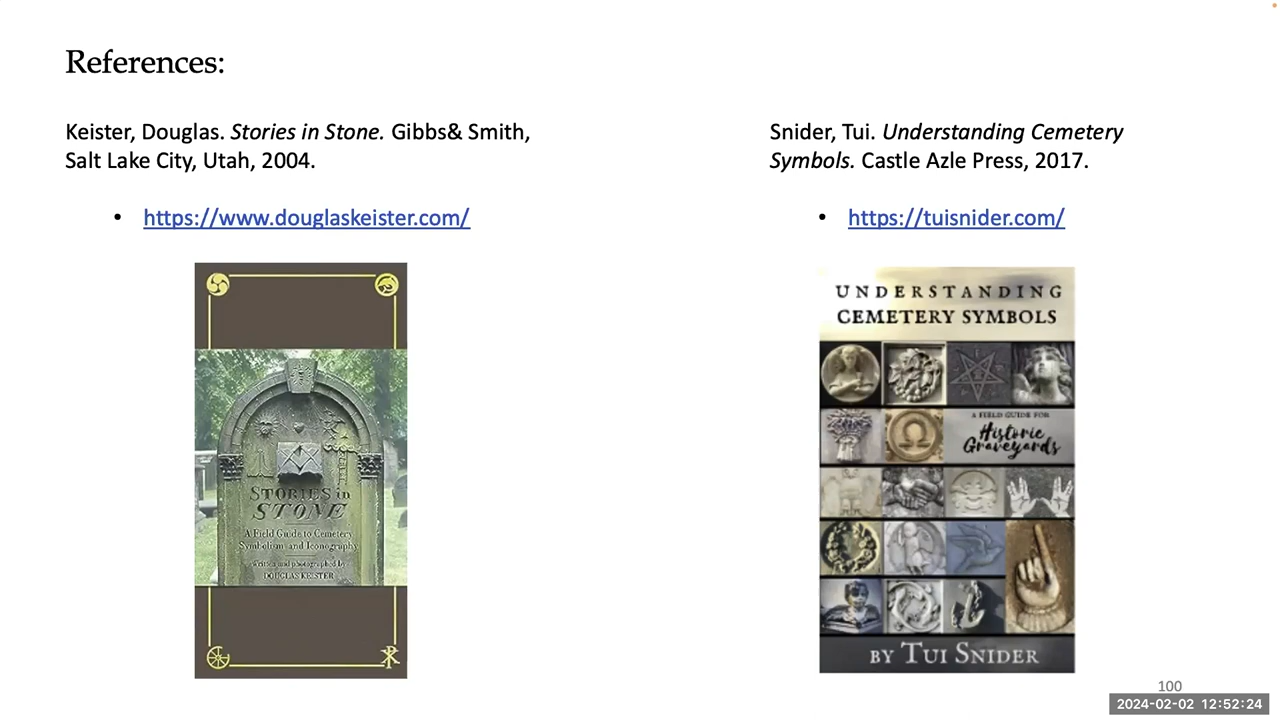 References:
Keister, Douglas. Stories in Stone. Gibbs& Smith,
Salt Lake City, Utah, 2004.
• https://www.douglaskeister.com/
STORIES in
STONE
A Field Guide to Cemetery
Symbolism and Iconography
Written and photographed by
DOUGLAS KEISTER
Snider, Tui. Understanding Cemetery
Symbols. Castle Azle Press, 2017.
• https://tuisnider.com/
UNDERSTANDING
CEMETERY SYMBOLS
A FIELD GUIDE FOR
Historic
Graveyards
BY TUI SNIDER
100
2024-02-02 12:52:24